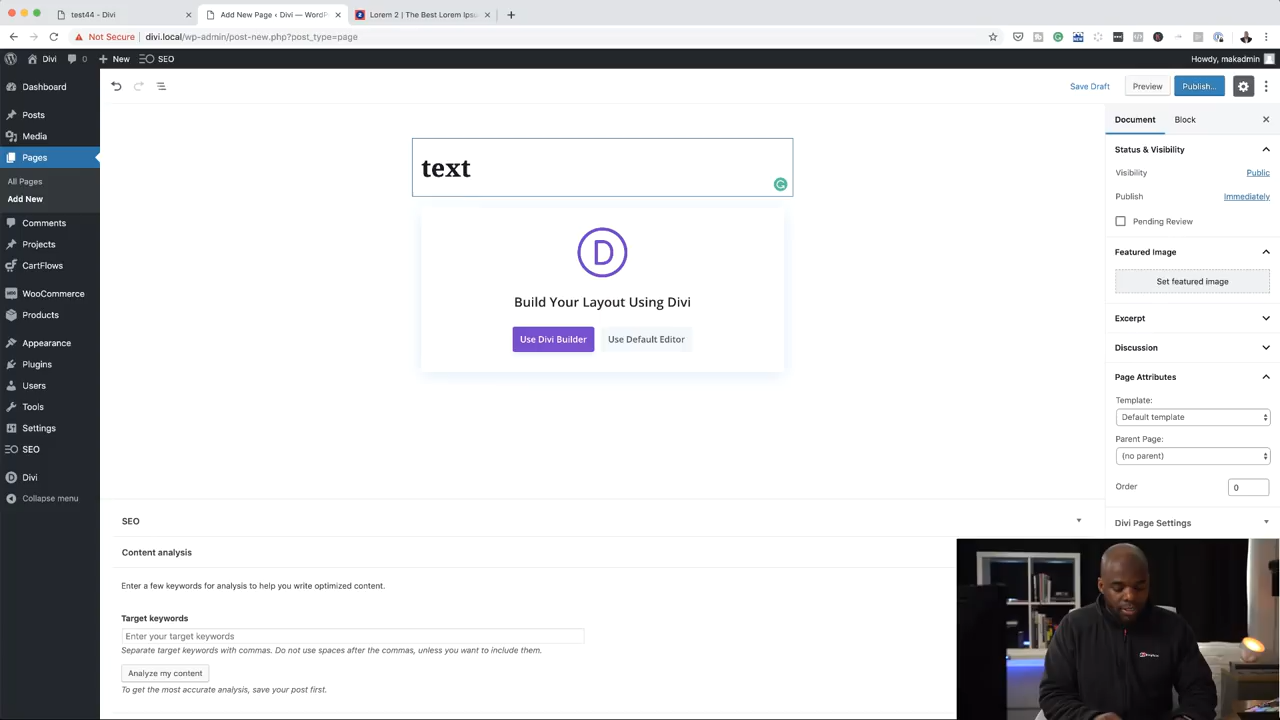 test44 - Divi
Add New Page ‹ Divi — WordP
Lorem 2 | The Best Lorem Ipsu
Not Secure
divi.local/wp-admin/post-new.php?post_type=page
Divi
0
New
SEO
Howdy, makadmin
Dashboard
Posts
Media
Pages
All Pages
Add New
Comments
Projects
CartFlows
WooCommerce
Products
Appearance
Plugins
Users
Tools
Settings
SEO
Divi
Collapse menu
Save Draft
Preview
Publish...
text
D
Build Your Layout Using Divi
Use Divi Builder
Use Default Editor
SEO
Content analysis
Enter a few keywords for analysis to help you write optimized content.
Target keywords
Enter your target keywords
Separate target keywords with commas. Do not use spaces after the commas, unless you want to include them.
Analyze my content
To get the most accurate analysis, save your post first.
Document
Block
Status & Visibility
Visibility
Public
Publish
Immediately
Pending Review
Featured Image
Set featured image
Excerpt
Discussion
Page Attributes
Template:
Default template
Parent Page:
(no parent)
Order
0
Divi Page Settings